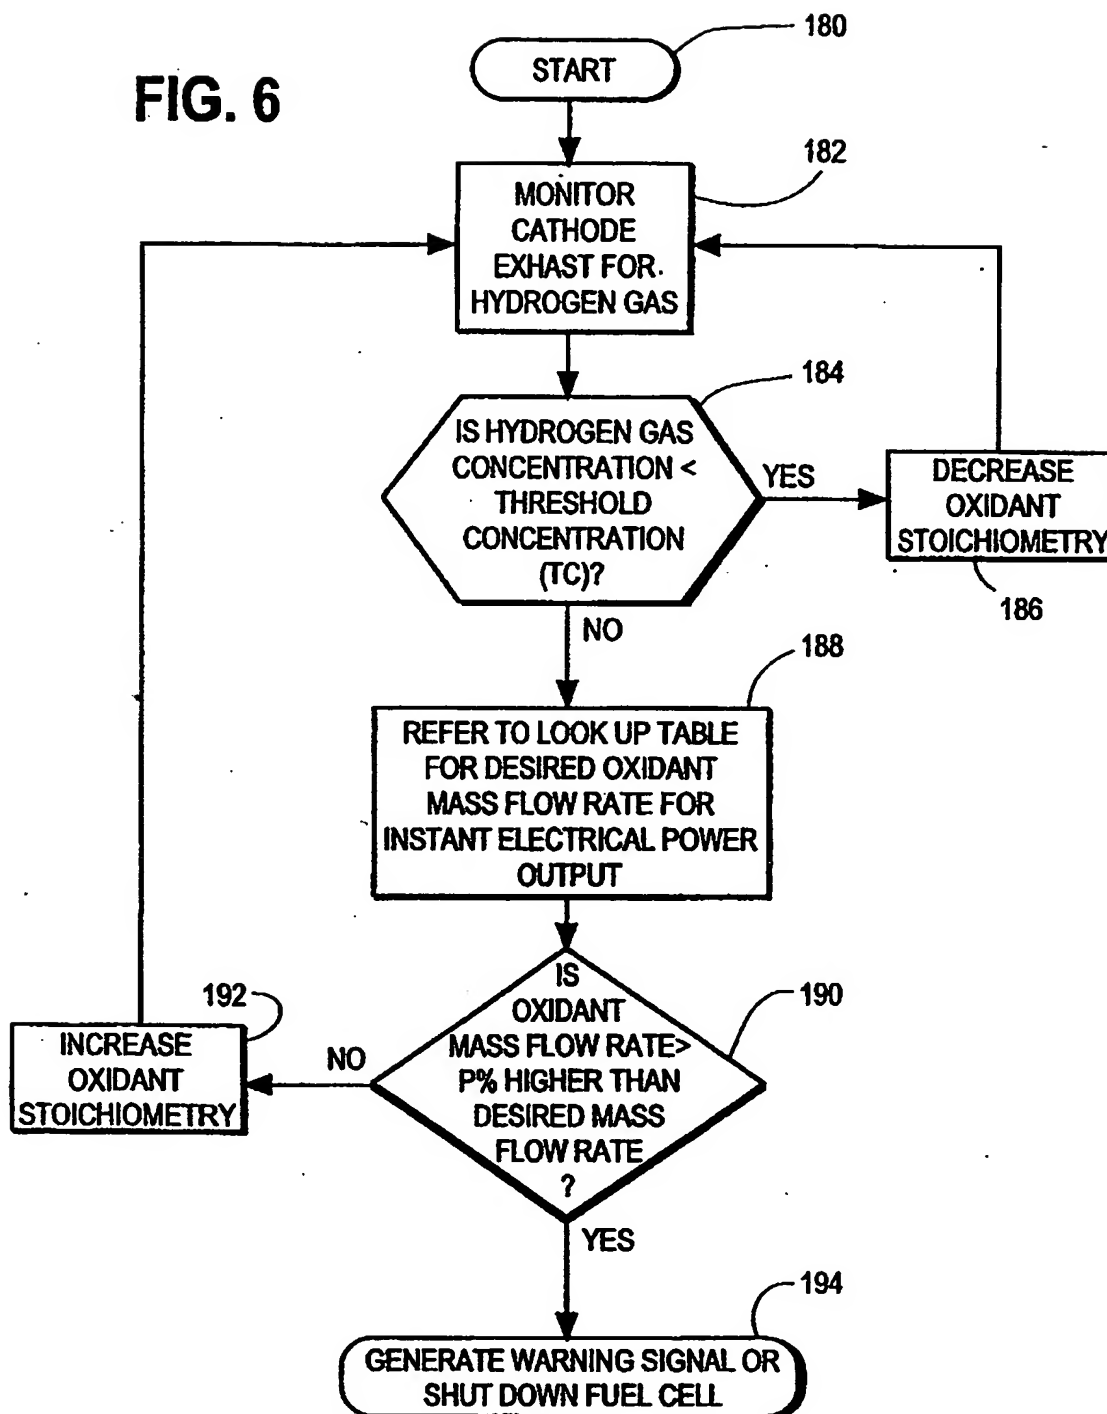 FIG. 6
180
START
182
MONITOR
CATHODE
EXHAST FOR.
HYDROGEN GAS
184
IS HYDROGEN GAS
CONCENTRATION <
THRESHOLD
CONCENTRATION
(TC)?
YES
DECREASE
OXIDANT
STOICHIOMETRY
186
NO
188
REFER TO LOOK UP TABLE
FOR DESIRED OXIDANT
MASS FLOW RATE FOR
INSTANT ELECTRICAL POWER
OUTPUT
IS
OXIDANT
MASS FLOW RATE>
P% HIGHER THAN
DESIRED MASS
FLOW RATE
?
190
NO
192
INCREASE
OXIDANT
STOICHIOMETRY
YES
194
GENERATE WARNING SIGNAL OR
SHUT DOWN FUEL CELL